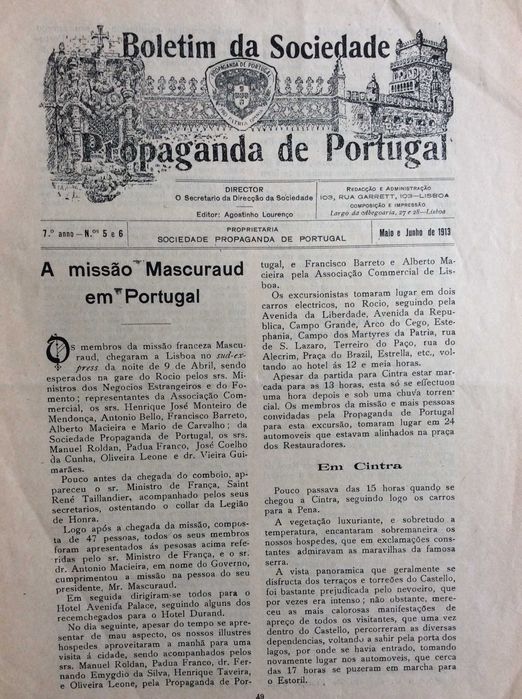 Boletim da Sociedade
PROPAGANDA DE PORTUGAL
Propaganda de Portugal
DIRECTOR
O Secretario da Direcção da Sociedade
Editor: Agostinho Lourenço
REDACÇÃO E ADMINISTRAÇÃO
103, RUA GARRETT, 103—LISBOA
COMPOSIÇÃO E IMPRESSÃO
Largo da Abegoaria, 27 e 28—Lisboa
7.º anno — N.os 5 e 6
PROPRIETARIA
SOCIEDADE PROPAGANDA DE PORTUGAL
Maio e Junho de 1913
A missão Mascuraud
em Portugal
Os membros da missão franceza Mascu-
raud, chegaram a Lisboa no sud-ex-
press da noite de 9 de Abril, sendo
esperados na gare do Rocio pelos srs. Mi-
nistros dos Negocios Estrangeiros e do Fo-
mento; representantes da Associação Com-
mercial, os srs. Henrique José Monteiro de
Mendonça, Antonio Bello, Francisco Barreto,
Alberto Macieira e Mario de Carvalho; da
Sociedade Propaganda de Portugal, os srs.
Manuel Roldan, Padua Franco, José Coelho
da Cunha, Oliveira Leone e dr. Vieira Gui-
marães.
Pouco antes da chegada do comboio, ap-
pareceu o sr. Ministro de França, Saint
René Taillandier, acompanhado pelos seus
secretarios, ostentando o collar da Legião
de Honra.
Logo após a chegada da missão, compos-
ta de 47 pessoas, todos os seus membros
foram apresentados ás pesoas acima refe-
ridas pelo sr. Ministro de França, e o sr.
dr. Antonio Macieira, em nome do Governo,
cumprimentou a missão na pessoa do seu
presidente, Mr. Mascuraud.
Em seguida dirigiram-se todos para o
Hotel Avenida Palace, seguindo alguns dos
recemchegados para o Hotel Durand.
No dia seguinte, apesar do tempo se apre-
sentar de mau aspecto, os nossos illustres
hospedes aproveitaram a manhã para uma
visita á cidade, sendo acompanhados pelos
srs. Manuel Roldan, Padua Franco, dr. Fer-
nando Emygdio da Silva, Henrique Taveira,
e Oliveira Leone, pela Propaganda de Por-
tugal, e Francisco Barreto e Alberto Ma-
cieira pela Associação Commercial de Lis-
boa.
Os excursionistas tomaram logar em dois
carros electricos, no Rocio, seguindo pela
Avenida da Liberdade, Avenida da Repu-
blica, Campo Grande, Arco do Cego, Este-
phania, Campo dos Martyres da Patria, rua
de S. Lazaro, Terreiro do Paço, rua do
Alecrim, Praça do Brazil, Estrella, etc., vol-
tando ao hotel ás 12 e meia horas.
Apesar da partida para Cintra estar mar-
cada para as 13 horas, esta só se effectuou
uma hora depois e sob uma chuva torren-
cial. Os membros da missão e mais pessoas
convidadas pela Propaganda de Portugal
para esta excursão, tomaram logar em 24
automoveis que estavam alinhados na praça
dos Restauradores.
Em Cintra
Pouco passava das 15 horas quando se
chegou a Cintra, seguindo logo os carros
para a Pena.
A vegetação luxuriante, e sobretudo a
temperatura, encantaram sobremaneira os
nossos hospedes, que em exclamações cons-
tantes admiravam as maravilhas da famosa
serra.
A vista panoramica que geralmente se
disfructa dos terraços e torreões do Castello,
foi bastante prejudicada pelo nevoeiro, que
por vezes era intenso; não obstante, mere-
ceu as mais calorosas manifestações de
apreço de todos os visitantes, que uma vez
dentro do Castello, percorreram as diversas
dependencias, voltando a sahir pela porta dos
lagos, por onde se havia entrado, tomando
novamente lugar nos automoveis, que cerca
das 17 horas se puzeram em marcha para
o Estoril.
49